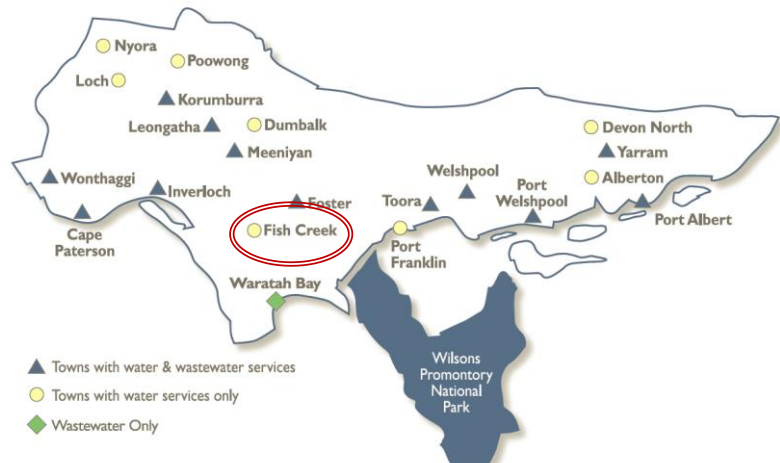 Nyora
Poowong
Loch
Korumburra
Leongatha
Dumbalk
Meeniyan
Devon North
Yarram
Wonthaggi
Inverloch
Welshpool
Alberton
Foster
Toora
Port
Welshpool
Port Albert
Cape
Paterson
Fish Creek
Port
Franklin
Waratah Bay
Wilsons
Promontory
National
Park
Towns with water & wastewater services
Towns with water services only
Wastewater Only